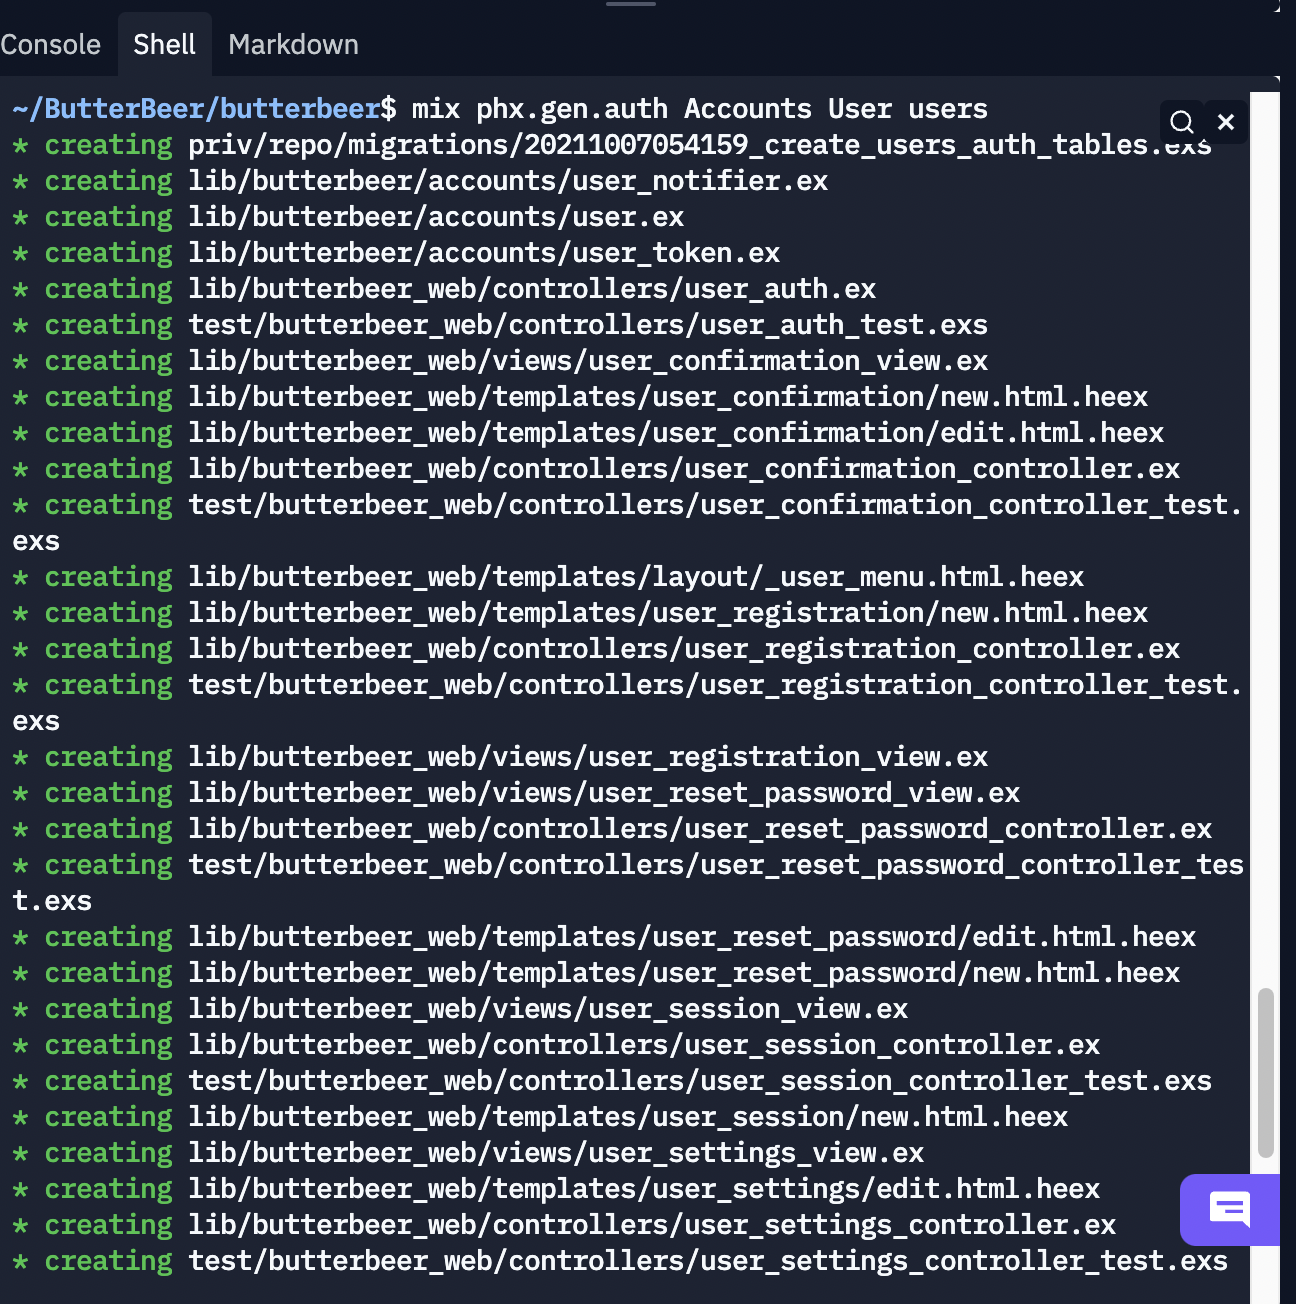 Console Shell Markdown
~/ButterBeer/butterbeer$ mix phx.gen.auth Accounts User users
* creating priv/repo/migrations/20211007054159_create_users_auth_tables.exs
* creating lib/butterbeer/accounts/user_notifier.ex
* creating lib/butterbeer/accounts/user.ex
* creating lib/butterbeer/accounts/user_token.ex
* creating lib/butterbeer_web/controllers/user_auth.ex
* creating test/butterbeer_web/controllers/user_auth_test.exs
* creating lib/butterbeer_web/views/user_confirmation_view.ex
* creating lib/butterbeer_web/templates/user_confirmation/new.html.heex
* creating lib/butterbeer_web/templates/user_confirmation/edit.html.heex
* creating lib/butterbeer_web/controllers/user_confirmation_controller.ex
* creating test/butterbeer_web/controllers/user_confirmation_controller_test.
exs
* creating lib/butterbeer_web/templates/layout/_user_menu.html.heex
* creating lib/butterbeer_web/templates/user_registration/new.html.heex
* creating lib/butterbeer_web/controllers/user_registration_controller.ex
* creating test/butterbeer_web/controllers/user_registration_controller_test.
exs
* creating lib/butterbeer_web/views/user_registration_view.ex
* creating lib/butterbeer_web/views/user_reset_password_view.ex
* creating lib/butterbeer_web/controllers/user_reset_password_controller.ex
* creating test/butterbeer_web/controllers/user_reset_password_controller_tes
t.exs
* creating lib/butterbeer_web/templates/user_reset_password/edit.html.heex
* creating lib/butterbeer_web/templates/user_reset_password/new.html.heex
* creating lib/butterbeer_web/views/user_session_view.ex
* creating lib/butterbeer_web/controllers/user_session_controller.ex
* creating test/butterbeer_web/controllers/user_session_controller_test.exs
* creating lib/butterbeer_web/templates/user_session/new.html.heex
* creating lib/butterbeer_web/views/user_settings_view.ex
* creating lib/butterbeer_web/templates/user_settings/edit.html.heex
* creating lib/butterbeer_web/controllers/user_settings_controller.ex
* creating test/butterbeer_web/controllers/user_settings_controller_test.exs